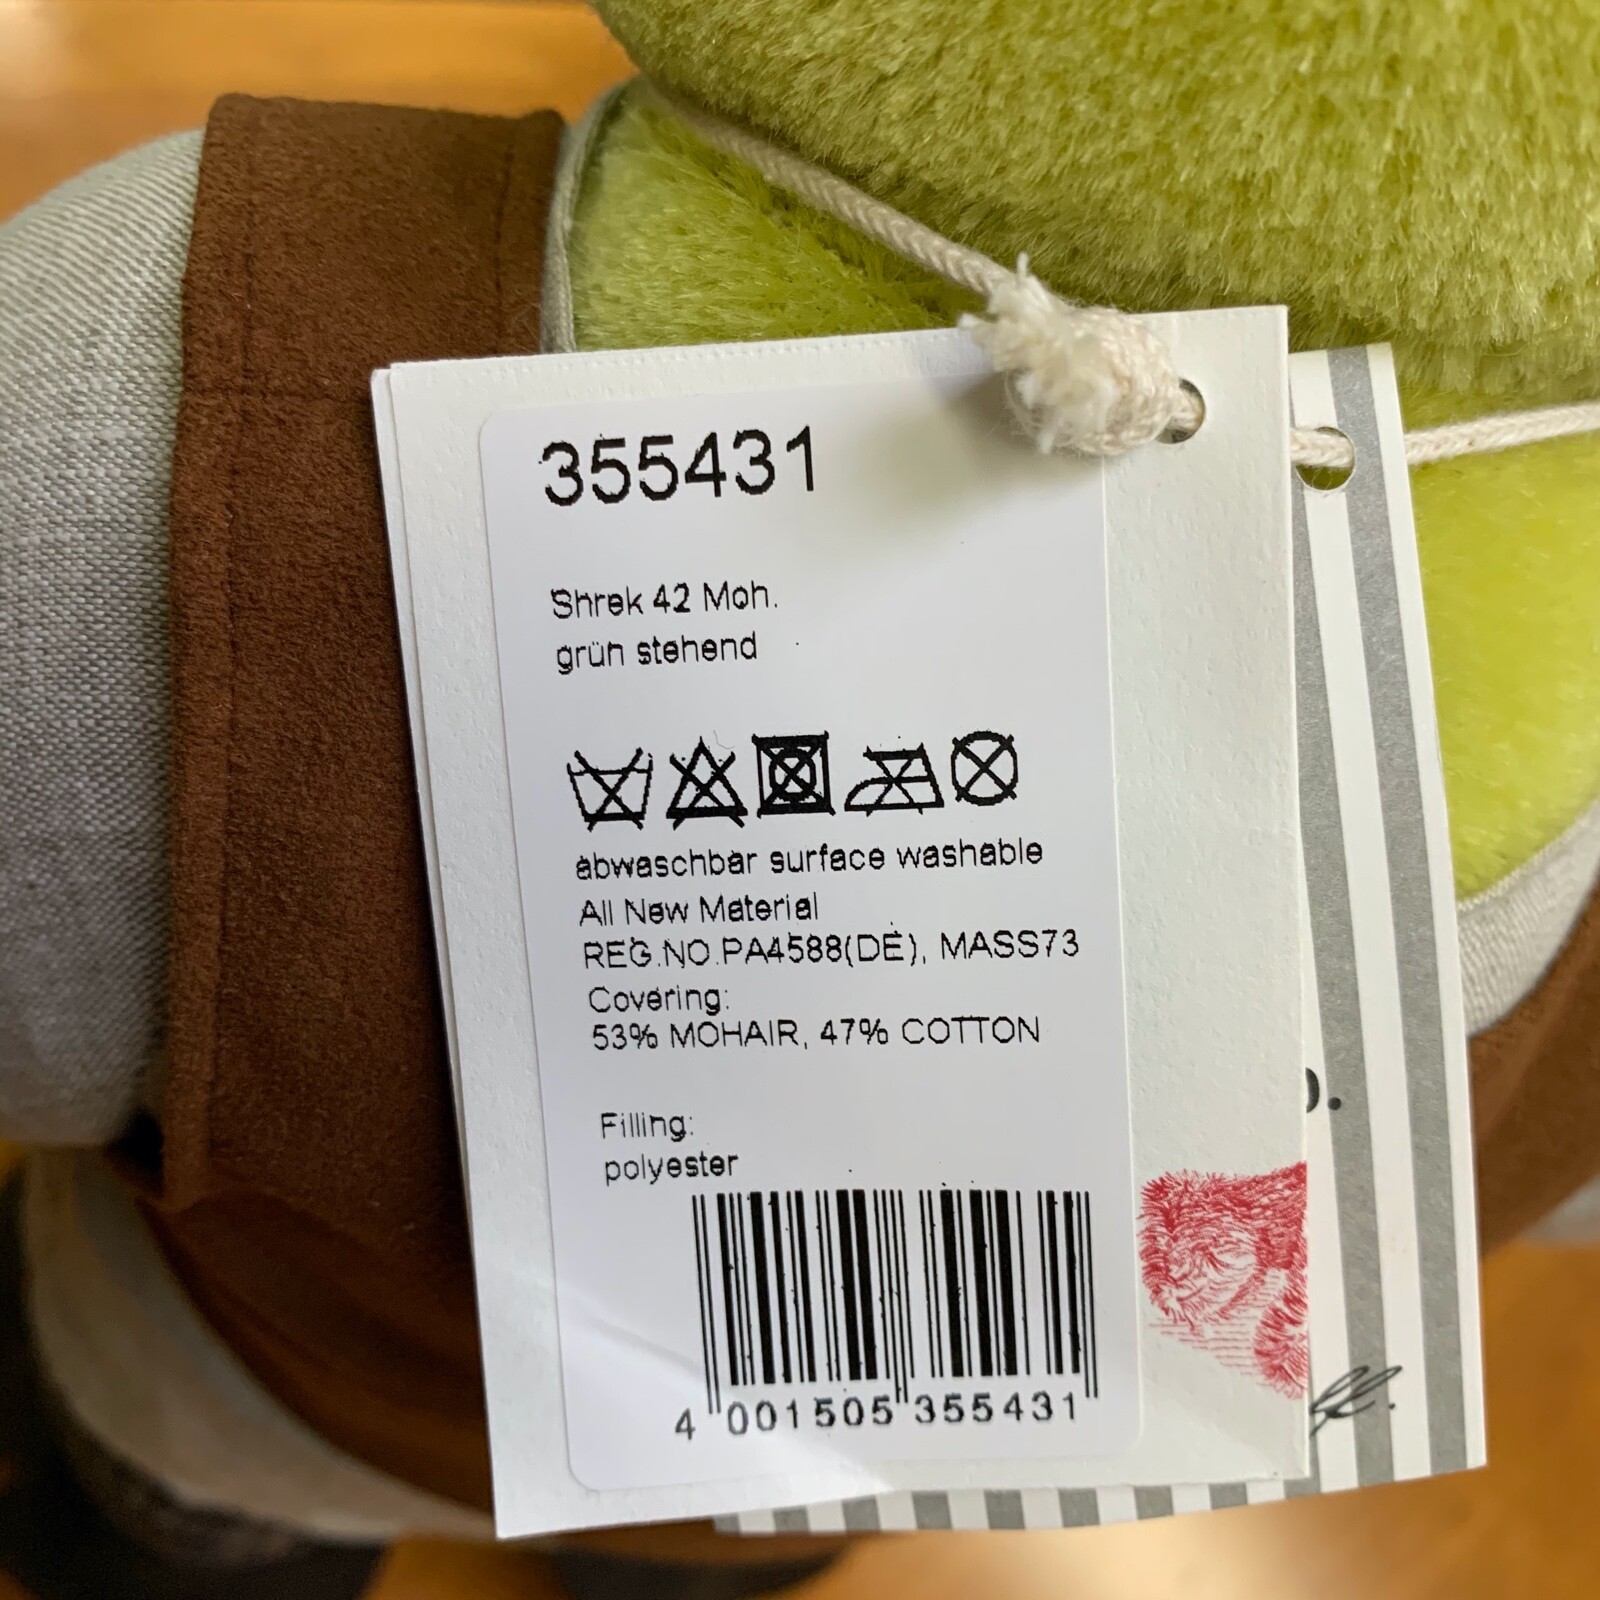 355431
Shrek 42 Moh.
grün stehend
abwaschbar surface washable
All New Material
REG.NO.PA4588(DE), MASS73
Covering:
53% MOHAIR, 47% COTTON
Filling:
polyester
4 001505 355431